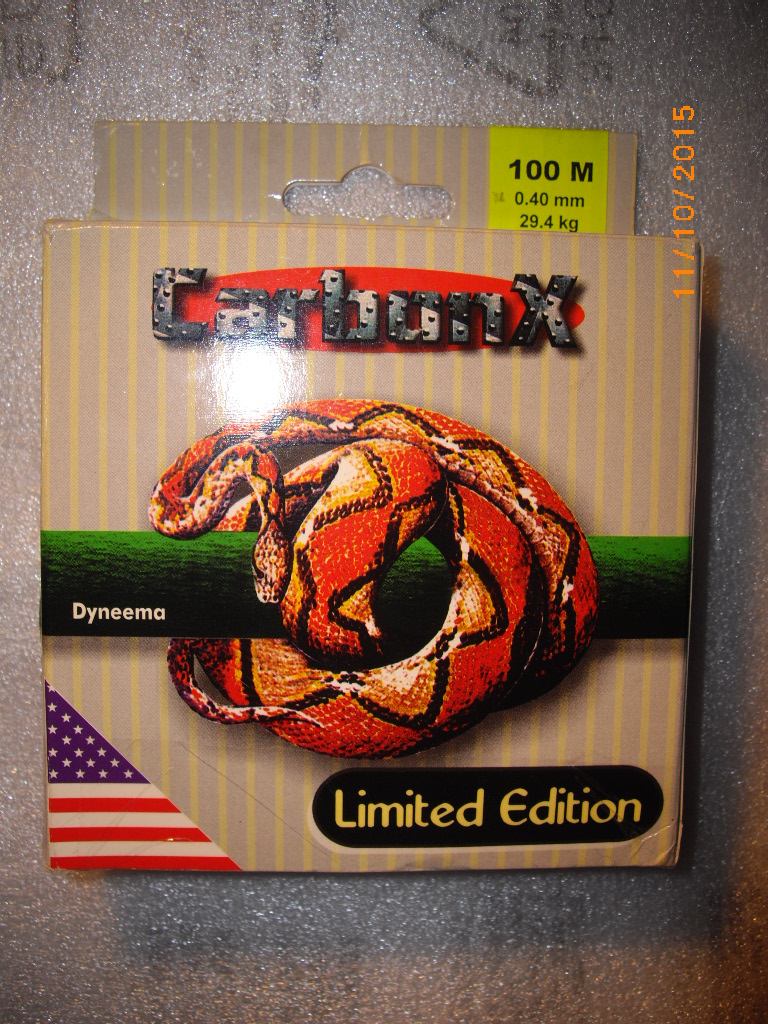 11/10/2015
100 M
0.40 mm
29.4 kg
CarbonX
Dyneema
Limited Edition